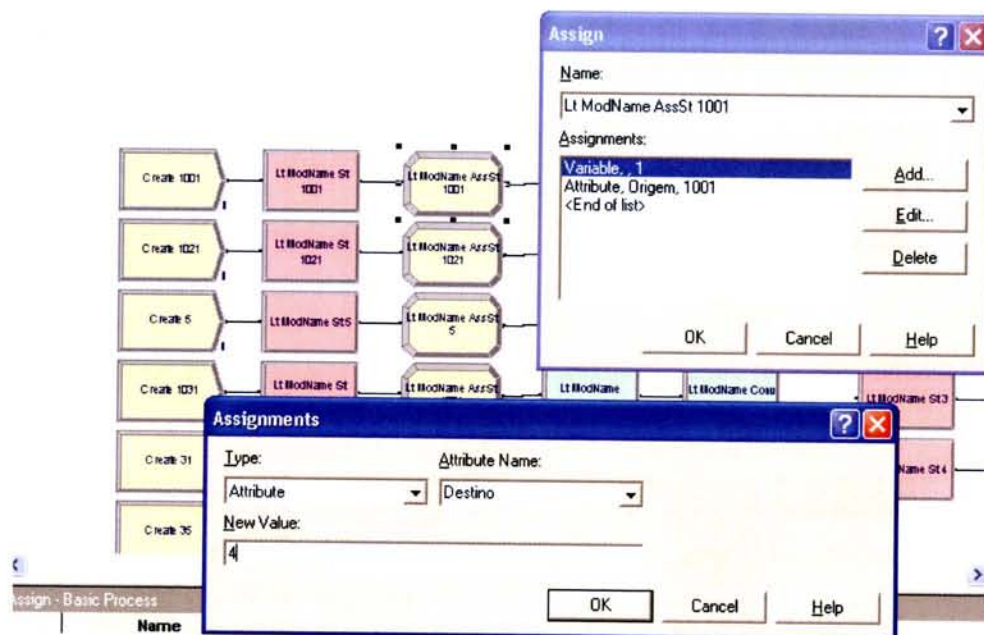 Assign
Name:
Lt ModName AssSt 1001
Assignments:
Variable, , 1
Attribute, Origem, 1001
<End of list>
Add...
Edit...
Delete
OK
Cancel
Help
Create 1001
Lt ModName St
1001
Lt ModName AssSt
1001
Create 1021
Lt ModName St
1021
Lt ModName AssSt
1021
Create 5
Lt ModName St5
Lt ModName AssSt
5
Create 1031
Lt ModName St
Lt ModName AssSt
Lt ModName
Lt ModName Conu
Lt ModName St3
Create 31
Name St4
Create 35
Assignments
Type:
Attribute Name:
Attribute
Destino
New Value:
4
OK
Cancel
Help
Assign - Basic Process
Name